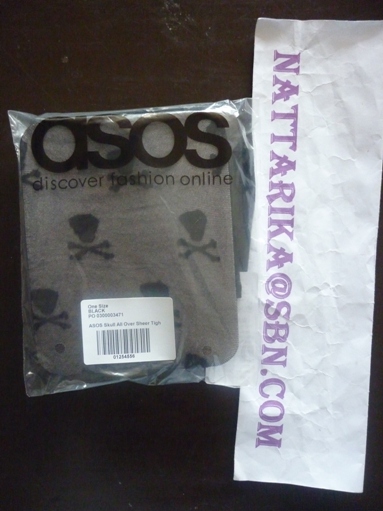 asos
discover fashion online
One Size
BLACK
ASOS Skull All Over Sheer Tigh
NATTARIKA@SBN.COM